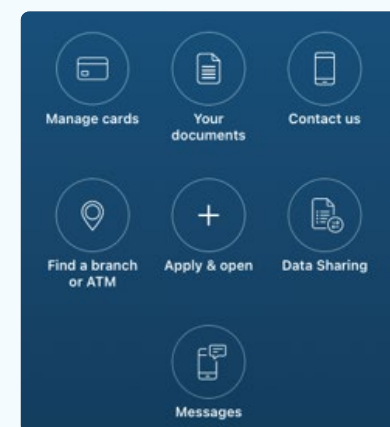 Manage cards
Your
documents
Contact us
Find a branch
or ATM
Apply & open
Data Sharing
Messages